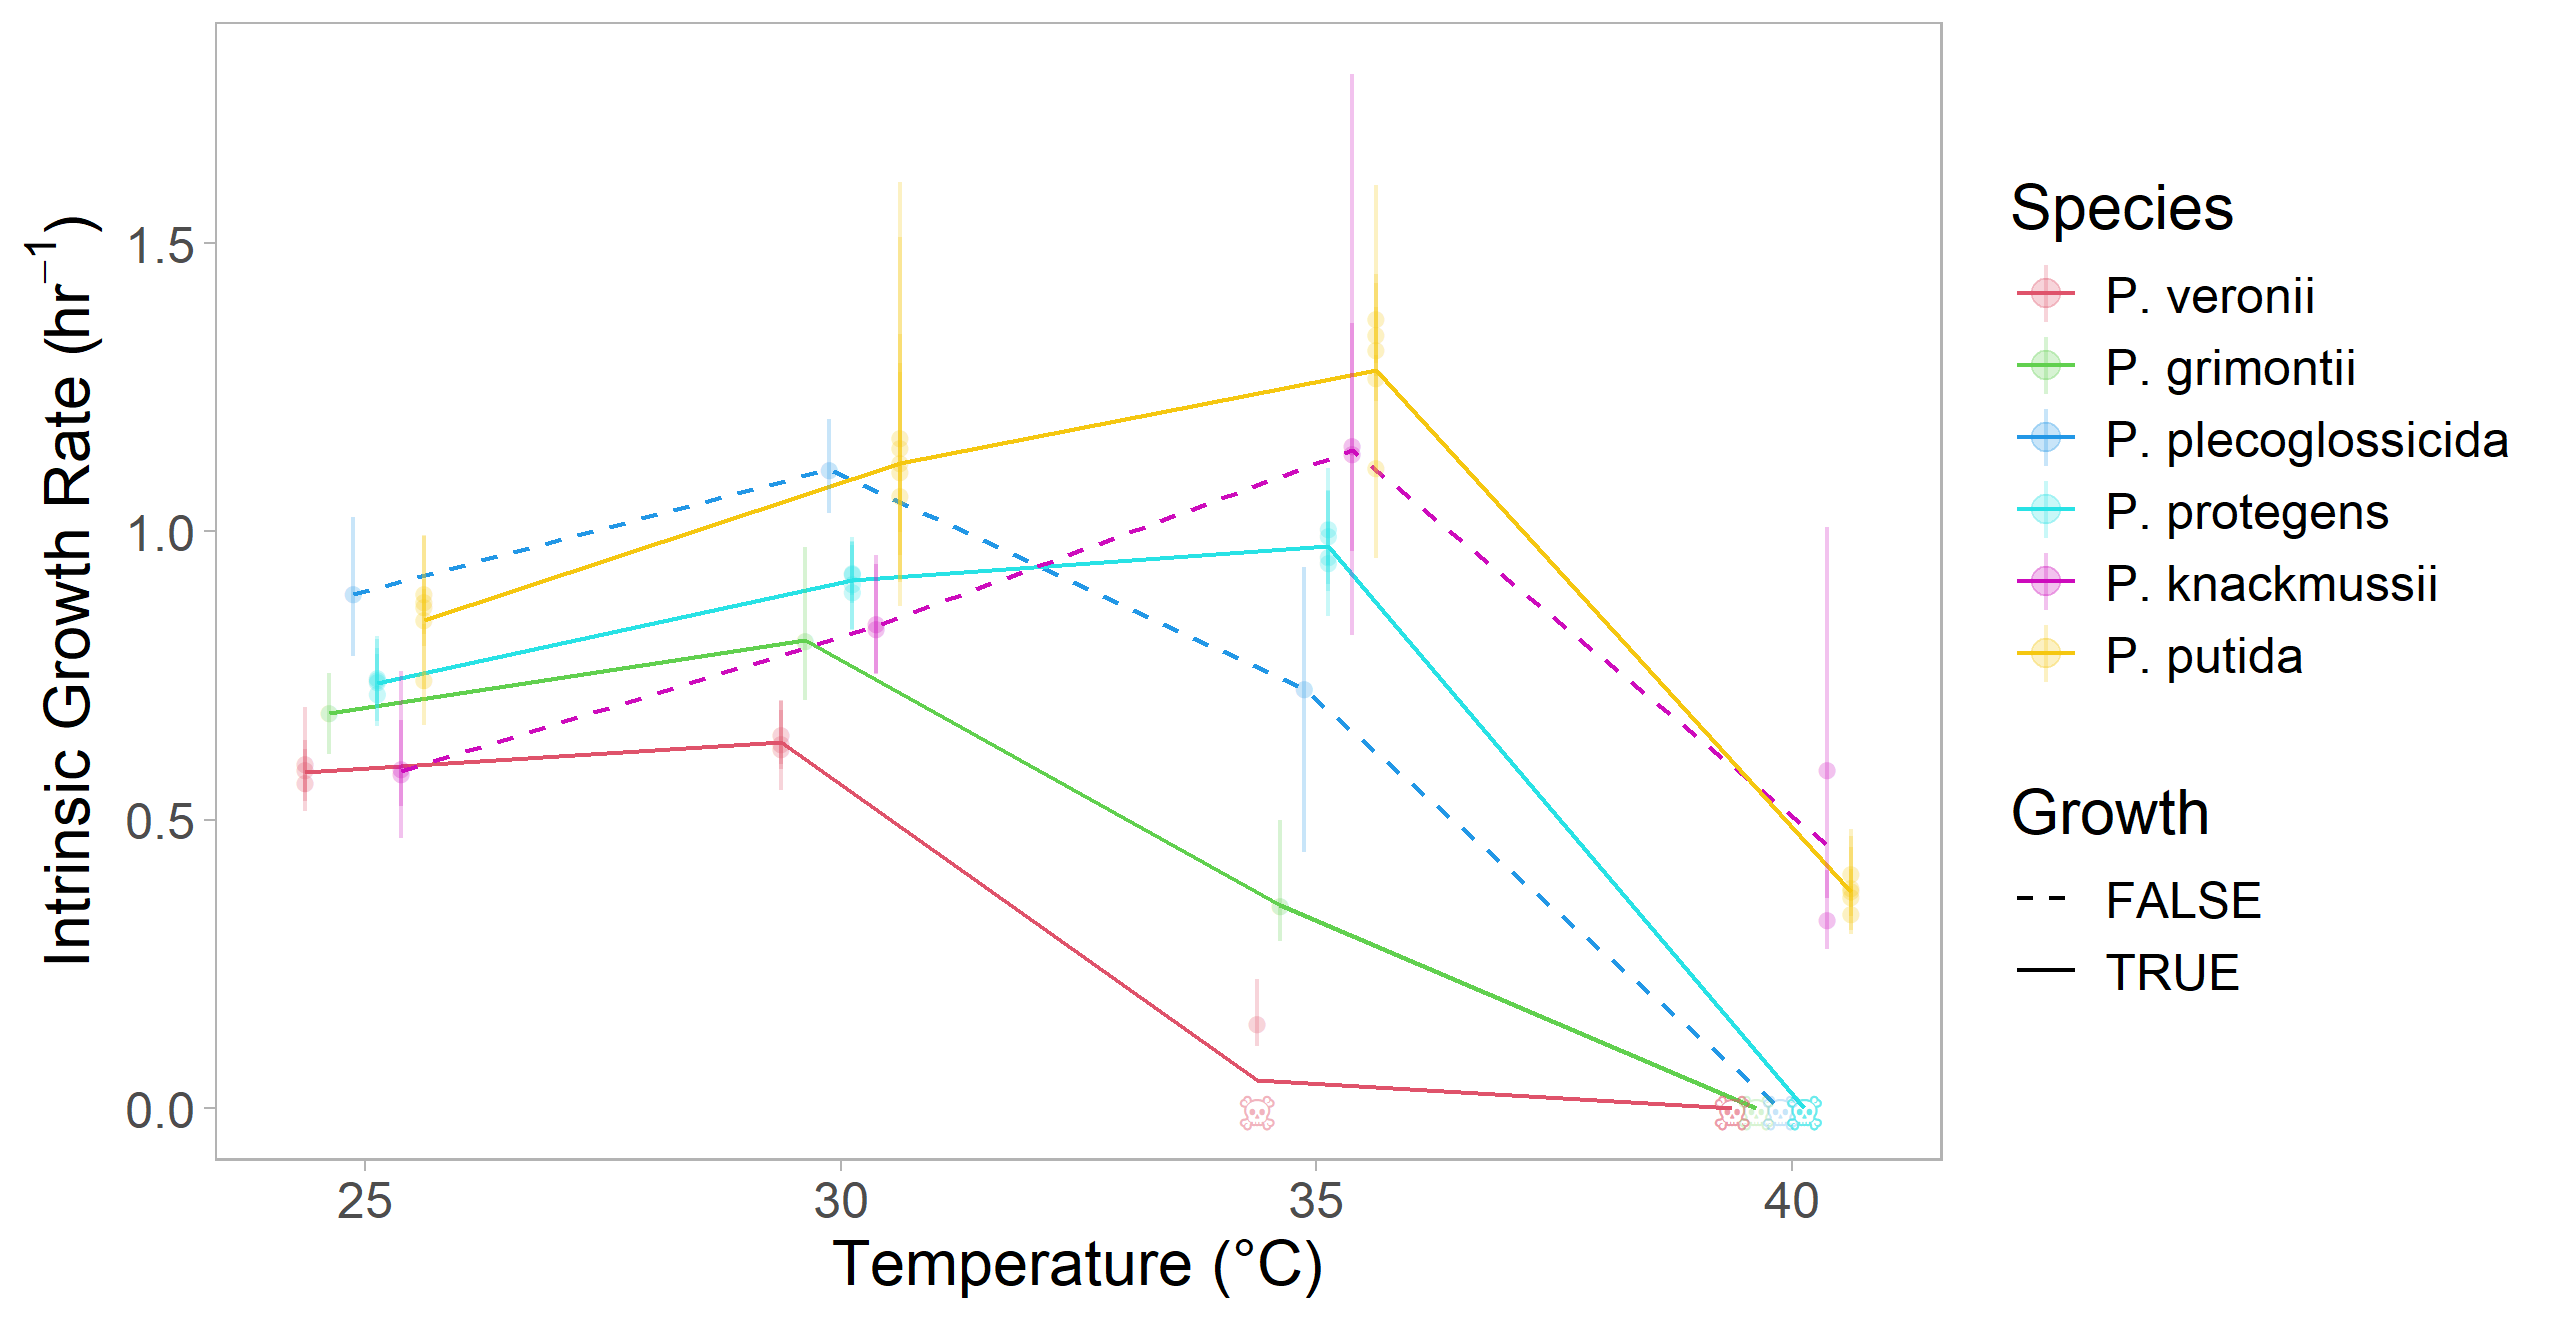 Intrinsic Growth Rate (hr⁻¹)
1.5
1.0
0.5
0.0
25 30 35 40
Temperature (°C)
Species
P. veronii
P. grimontii
P. plecoglossicida
P. protegens
P. knackmussii
P. putida
Growth
FALSE
TRUE